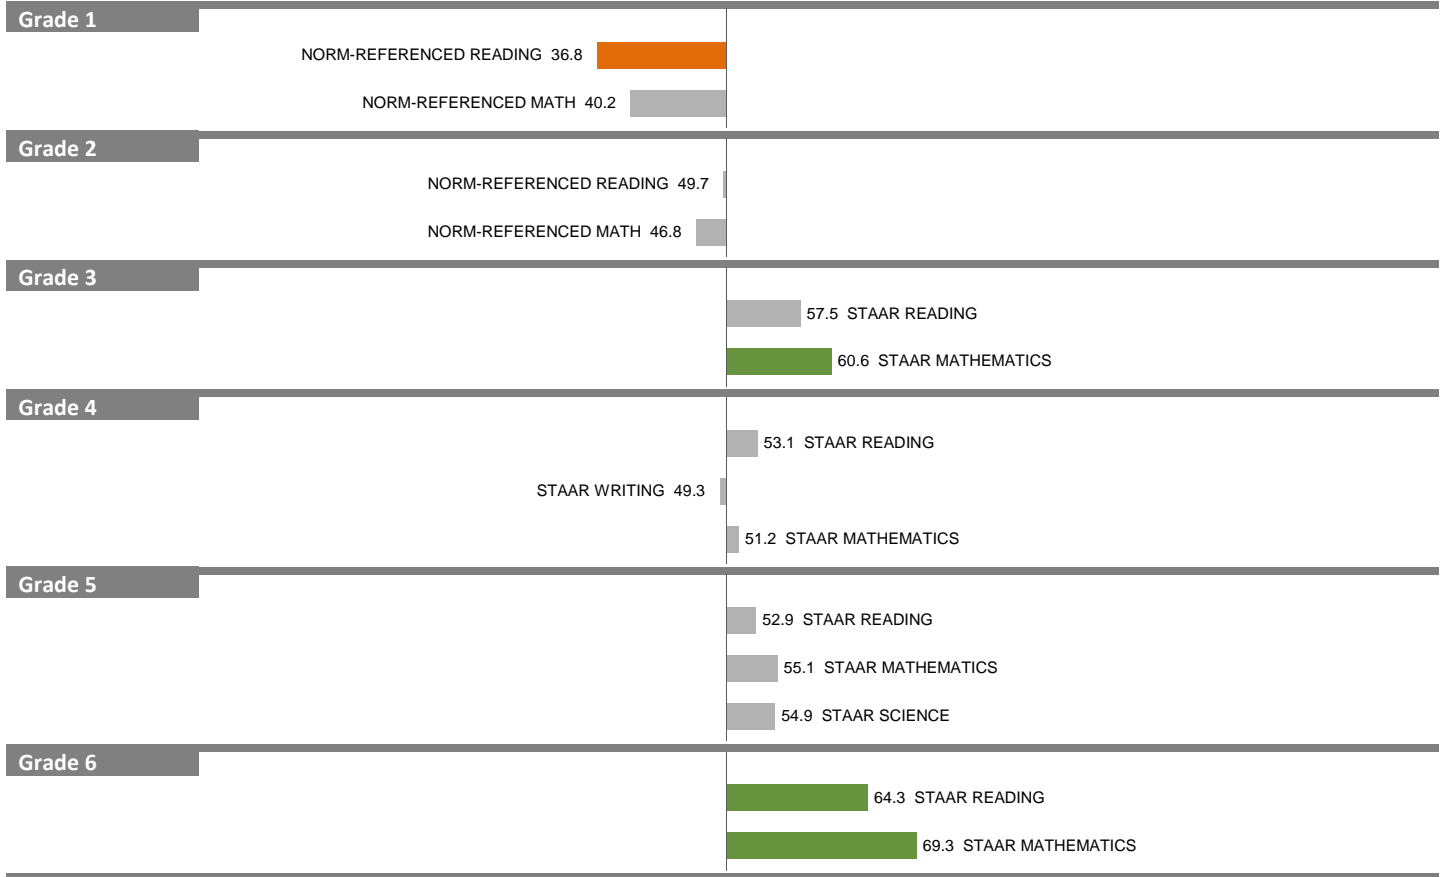 Grade 1
NORM-REFERENCED READING 36.8
NORM-REFERENCED MATH 40.2
Grade 2
NORM-REFERENCED READING 49.7
NORM-REFERENCED MATH 46.8
Grade 3
57.5 STAAR READING
60.6 STAAR MATHEMATICS
Grade 4
53.1 STAAR READING
STAAR WRITING 49.3
51.2 STAAR MATHEMATICS
Grade 5
52.9 STAAR READING
55.1 STAAR MATHEMATICS
54.9 STAAR SCIENCE
Grade 6
64.3 STAAR READING
69.3 STAAR MATHEMATICS